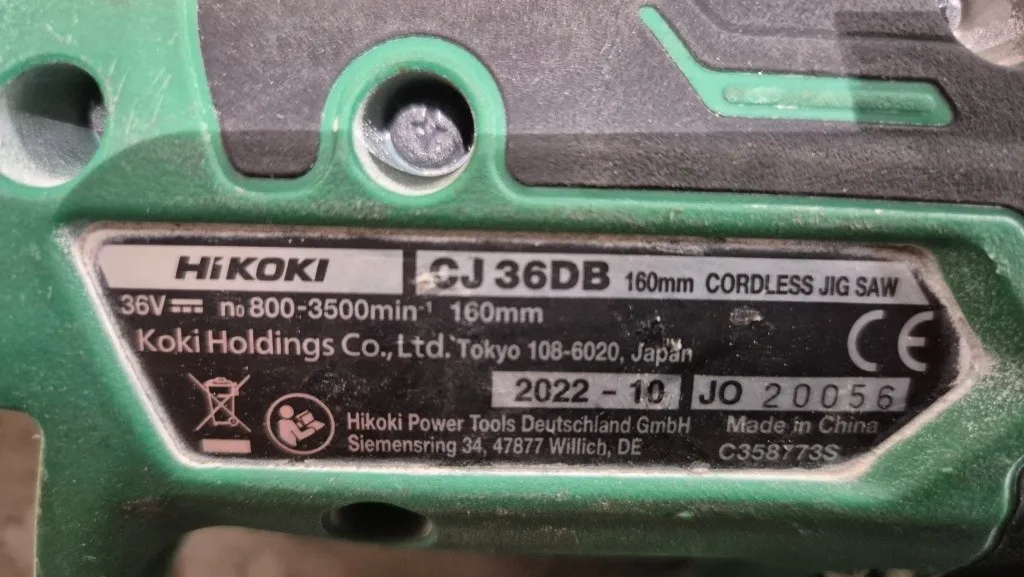 HiKOKI
CJ 36DB 160mm CORDLESS JIG SAW
36V⎓ n₀ 800-3500min⁻¹ 160mm
Koki Holdings Co., Ltd. Tokyo 108-6020, Japan
CE
2022 - 10 JO 20056
Hikoki Power Tools Deutschland GmbH Made in China
Siemensring 34, 47877 Willich, DE C358773S